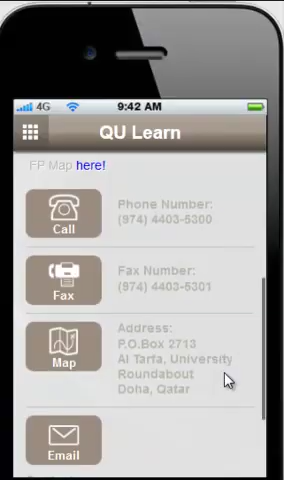 4G 9:42 AM
QU Learn
FP Map here!
Call
Phone Number:
(974) 4403-5300
Fax
Fax Number:
(974) 4403-5301
Map
Address:
P.O.Box 2713
Al Tarfa, University
Roundabout
Doha, Qatar
Email